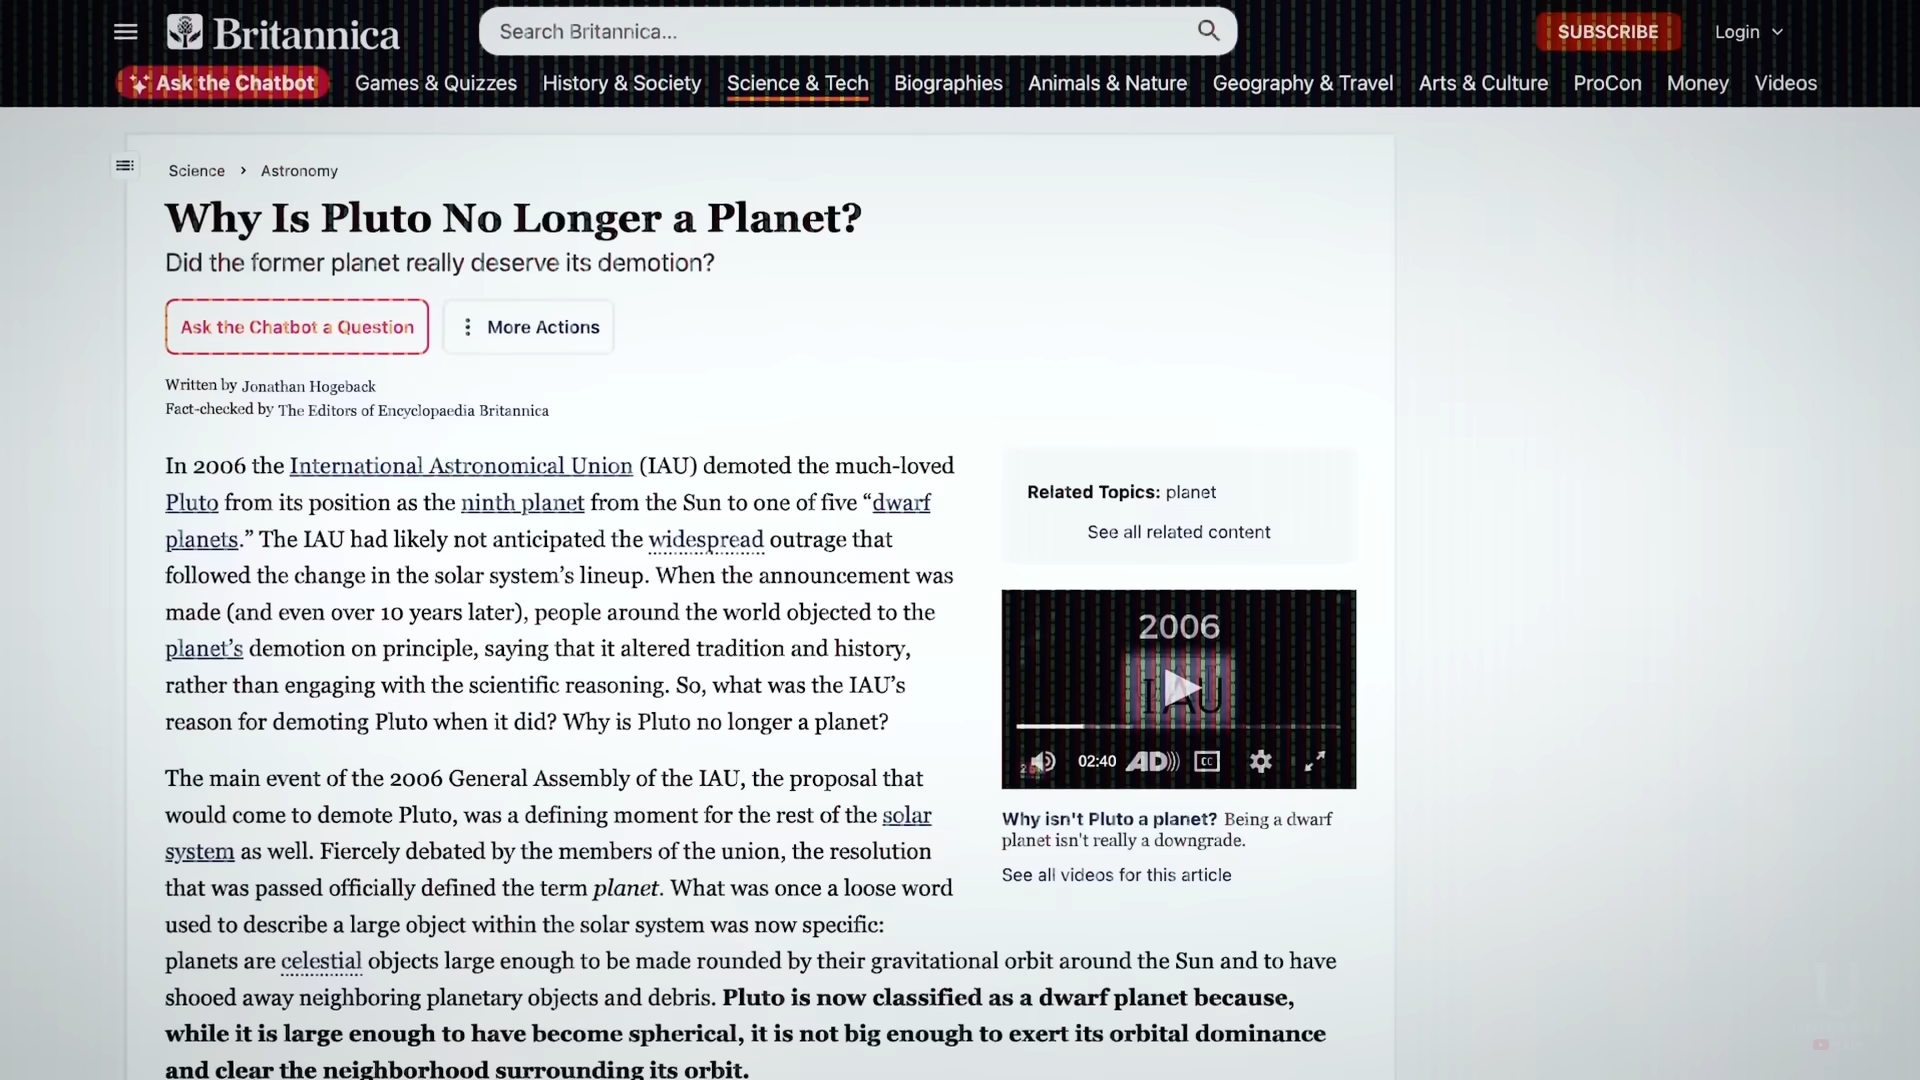 Britannica
Search Britannica...
SUBSCRIBE
Login
Ask the Chatbot
Games & Quizzes
History & Society
Science & Tech
Biographies
Animals & Nature
Geography & Travel
Arts & Culture
ProCon
Money
Videos
Science > Astronomy
Why Is Pluto No Longer a Planet?
Did the former planet really deserve its demotion?
Ask the Chatbot a Question
More Actions
Written by Jonathan Hogeback
Fact-checked by The Editors of Encyclopaedia Britannica
In 2006 the International Astronomical Union (IAU) demoted the much-loved
Pluto from its position as the ninth planet from the Sun to one of five “dwarf
planets.” The IAU had likely not anticipated the widespread outrage that
followed the change in the solar system’s lineup. When the announcement was
made (and even over 10 years later), people around the world objected to the
planet’s demotion on principle, saying that it altered tradition and history,
rather than engaging with the scientific reasoning. So, what was the IAU’s
reason for demoting Pluto when it did? Why is Pluto no longer a planet?
The main event of the 2006 General Assembly of the IAU, the proposal that
would come to demote Pluto, was a defining moment for the rest of the solar
system as well. Fiercely debated by the members of the union, the resolution
that was passed officially defined the term planet. What was once a loose word
used to describe a large object within the solar system was now specific:
planets are celestial objects large enough to be made rounded by their gravitational orbit around the Sun and to have
shooed away neighboring planetary objects and debris. Pluto is now classified as a dwarf planet because,
while it is large enough to have become spherical, it is not big enough to exert its orbital dominance
and clear the neighborhood surrounding its orbit.
Related Topics: planet
See all related content
2006
IAU
02:40
AD
CC
Why isn't Pluto a planet? Being a dwarf
planet isn't really a downgrade.
See all videos for this article